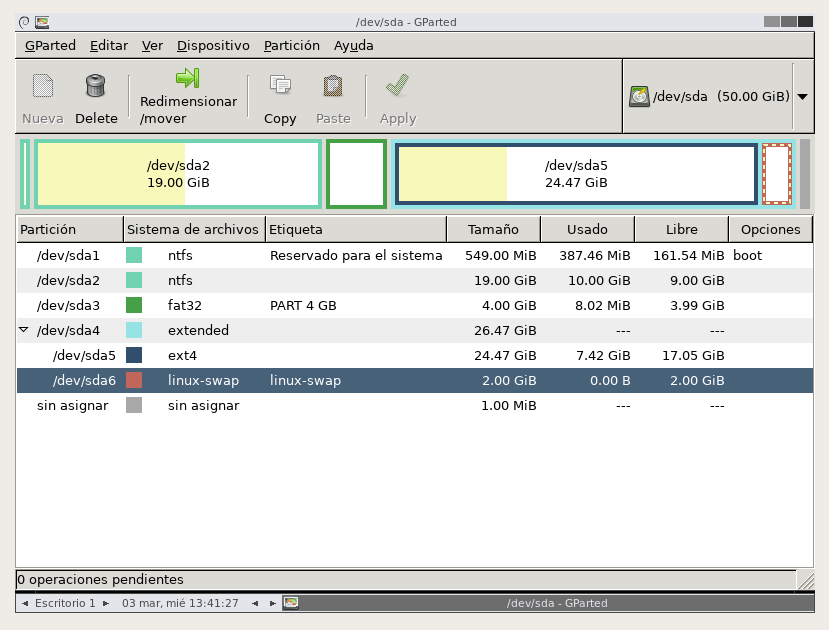 /dev/sda - GParted
GParted Editar Ver Dispositivo Partición Ayuda
Nueva Delete Redimensionar
/mover Copy Paste Apply /dev/sda (50.00 GiB)
/dev/sda2 /dev/sda5
19.00 GiB 24.47 GiB
Partición Sistema de archivos Etiqueta Tamaño Usado Libre Opciones
/dev/sda1 ntfs Reservado para el sistema 549.00 MiB 387.46 MiB 161.54 MiB boot
/dev/sda2 ntfs 19.00 GiB 10.00 GiB 9.00 GiB
/dev/sda3 fat32 PART 4 GB 4.00 GiB 8.02 MiB 3.99 GiB
/dev/sda4 extended 26.47 GiB --- ---
/dev/sda5 ext4 24.47 GiB 7.42 GiB 17.05 GiB
/dev/sda6 linux-swap linux-swap 2.00 GiB 0.00 B 2.00 GiB
sin asignar sin asignar 1.00 MiB --- ---
0 operaciones pendientes
Escritorio 1 03 mar, mié 13:41:27 /dev/sda - GParted